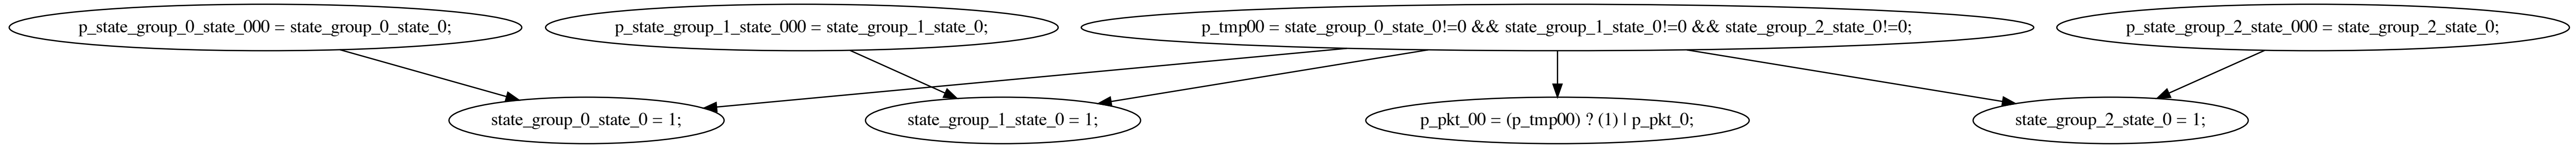 p_state_group_0_state_000 = state_group_0_state_0;
p_state_group_1_state_000 = state_group_1_state_0;
p_tmp00 = state_group_0_state_0!=0 && state_group_1_state_0!=0 && state_group_2_state_0!=0;
p_state_group_2_state_000 = state_group_2_state_0;
state_group_0_state_0 = 1;
state_group_1_state_0 = 1;
p_pkt_00 = (p_tmp00) ? (1) | p_pkt_0;
state_group_2_state_0 = 1;